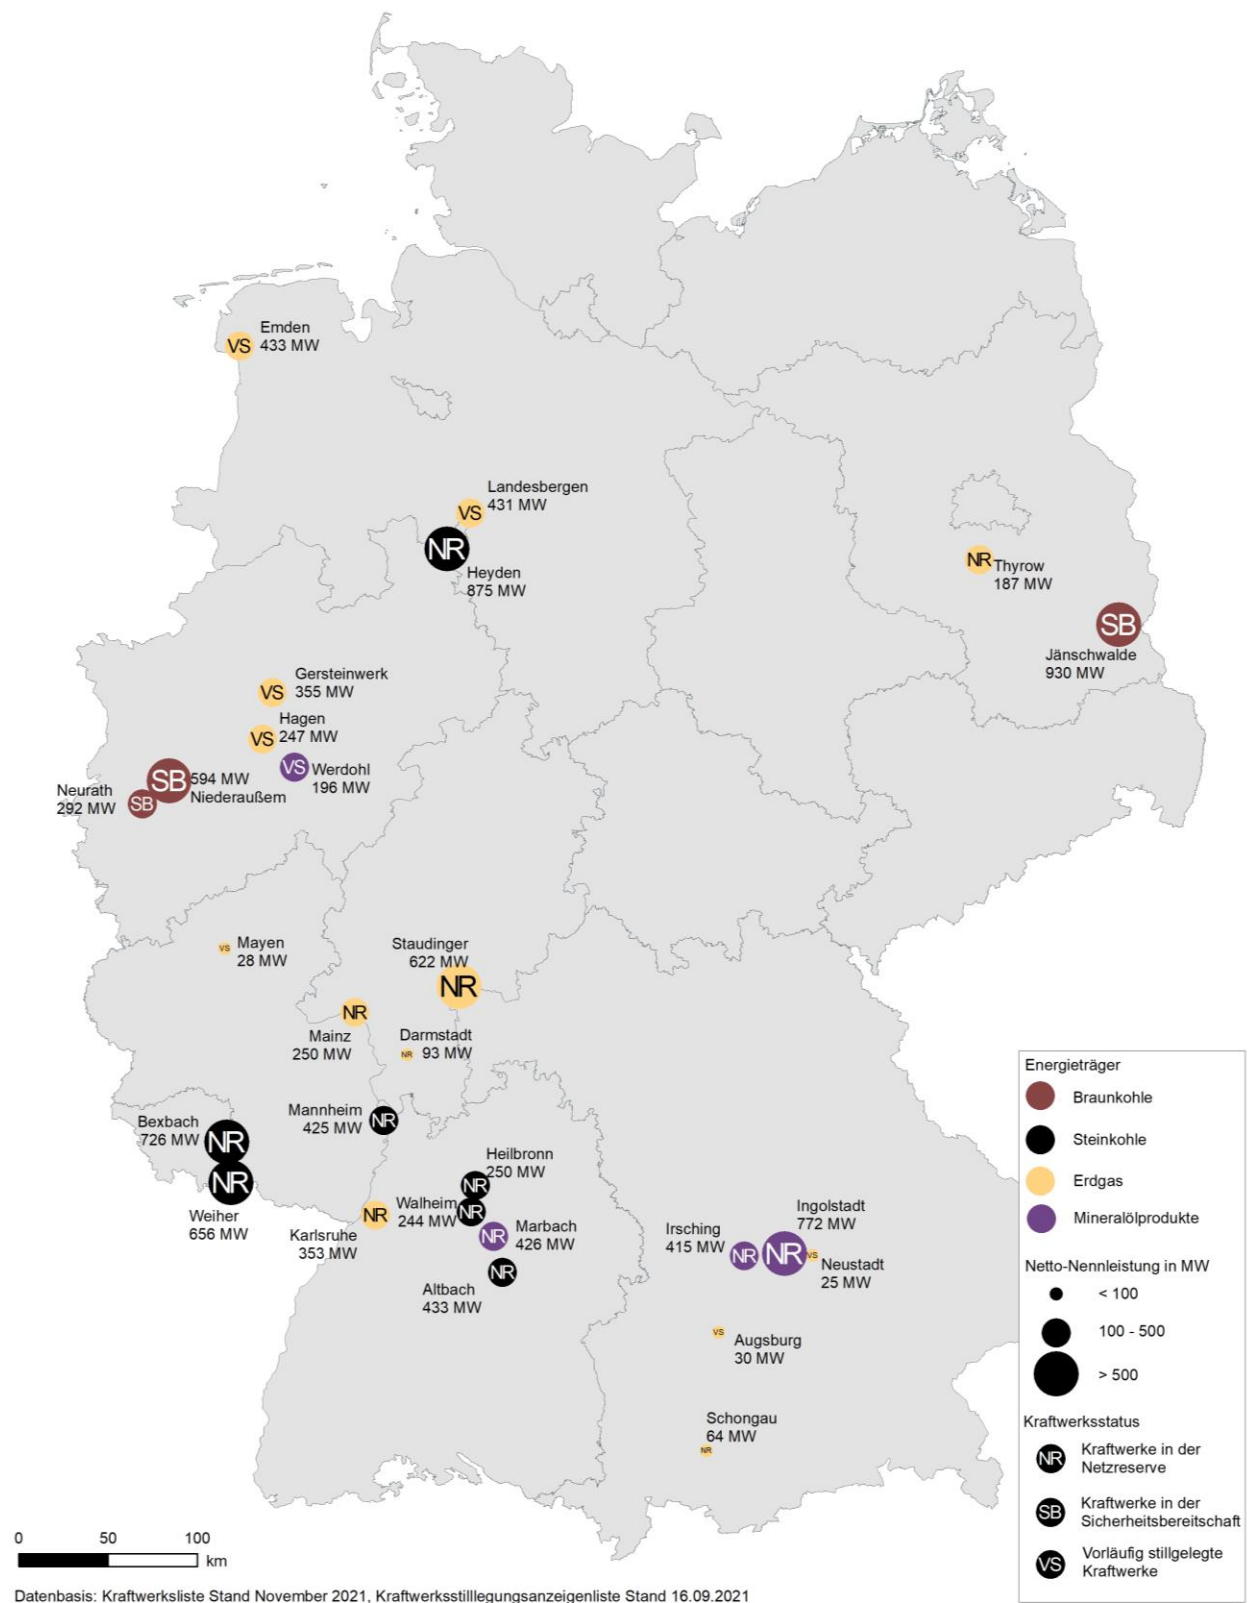 VS
Emden
433 MW
Landesbergen
431 MW
VS
NR
Heyden
875 MW
NR
Thyrow
187 MW
SB
Jänschwalde
930 MW
Gersteinwerk
355 MW
VS
Hagen
247 MW
VS
VS
Werdohl
196 MW
SB
594 MW
Niederaußem
Neurath
292 MW
SB
VS
Mayen
28 MW
Staudinger
622 MW
NR
NR
Mainz
250 MW
Darmstadt
93 MW
NR
Mannheim
425 MW
NR
Bexbach
726 MW
NR
NR
Weiher
656 MW
Heilbronn
250 MW
NR
Walheim
244 MW
NR
NR
Karlsruhe
353 MW
NR
Marbach
426 MW
NR
Altbach
433 MW
Irsching
415 MW
NR
Ingolstadt
772 MW
NR
VS
Neustadt
25 MW
VS
Augsburg
30 MW
Schongau
64 MW
NR
Energieträger
Braunkohle
Steinkohle
Erdgas
Mineralölprodukte
Netto-Nennleistung in MW
< 100
100 - 500
> 500
Kraftwerksstatus
NR
Kraftwerke in der
Netzreserve
SB
Kraftwerke in der
Sicherheitsbereitschaft
VS
Vorläufig stillgelegte
Kraftwerke
0 50 100
km
Datenbasis: Kraftwerksliste Stand November 2021, Kraftwerksstilllegungsanzeigenliste Stand 16.09.2021